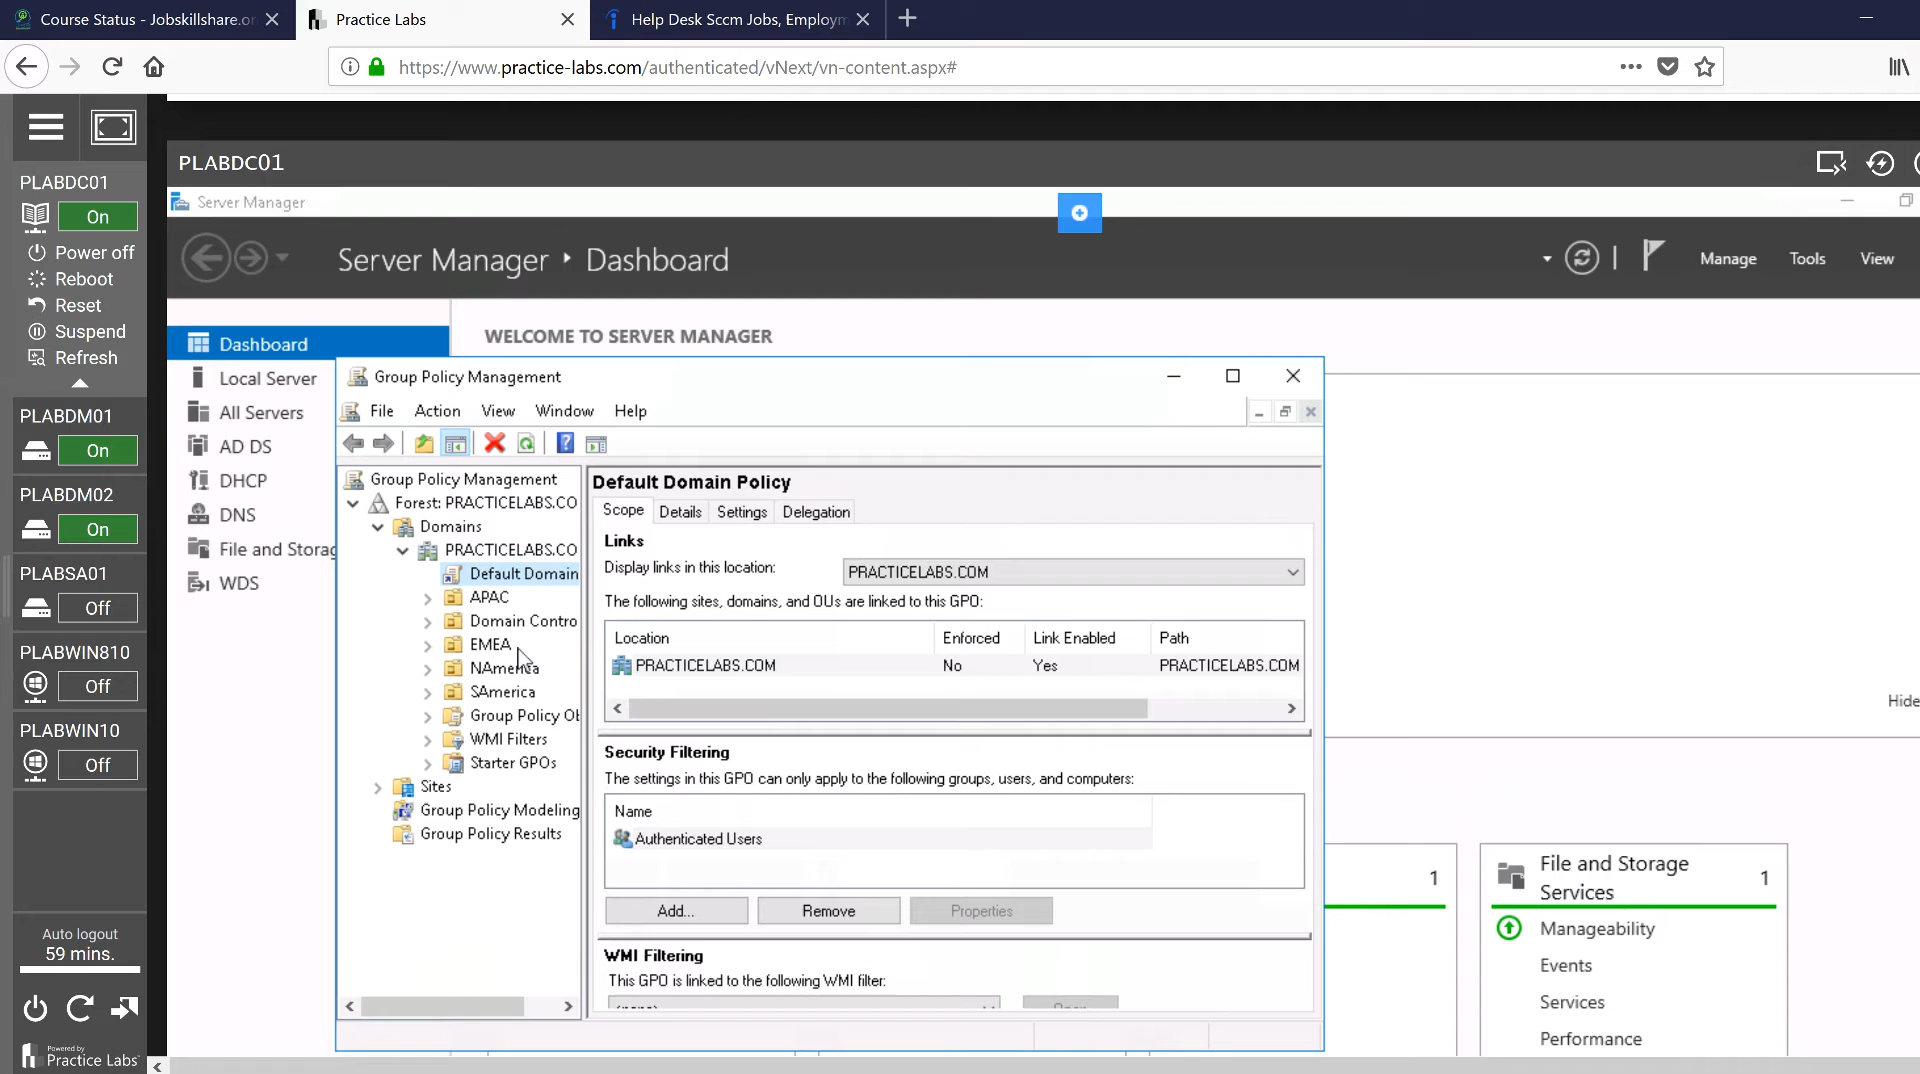 Course Status - Jobskillshare.or
Practice Labs
Help Desk Sccm Jobs, Employm
https://www.practice-labs.com/authenticated/vNext/vn-content.aspx#
PLABDC01
On
Power off
Reboot
Reset
Suspend
Refresh
PLABDM01
On
PLABDM02
On
PLABSA01
Off
PLABWIN810
Off
PLABWIN10
Off
Auto logout
59 mins.
Powered by
Practice Labs
PLABDC01
Server Manager
Server Manager Dashboard
Manage Tools View
Dashboard
Local Server
All Servers
AD DS
DHCP
DNS
File and Storag
WDS
WELCOME TO SERVER MANAGER
Group Policy Management
File Action View Window Help
Group Policy Management
Forest: PRACTICELABS.CO
Domains
PRACTICELABS.CO
Default Domain
APAC
Domain Contro
EMEA
NAmerica
SAmerica
Group Policy Ob
WMI Filters
Starter GPOs
Sites
Group Policy Modeling
Group Policy Results
Default Domain Policy
Scope Details Settings Delegation
Links
Display links in this location: PRACTICELABS.COM
The following sites, domains, and OUs are linked to this GPO:
Location Enforced Link Enabled Path
PRACTICELABS.COM No Yes PRACTICELABS.COM
Security Filtering
The settings in this GPO can only apply to the following groups, users, and computers:
Name
Authenticated Users
Add... Remove Properties
WMI Filtering
This GPO is linked to the following WMI filter:
Hide
1
File and Storage
Services
1
Manageability
Events
Services
Performance